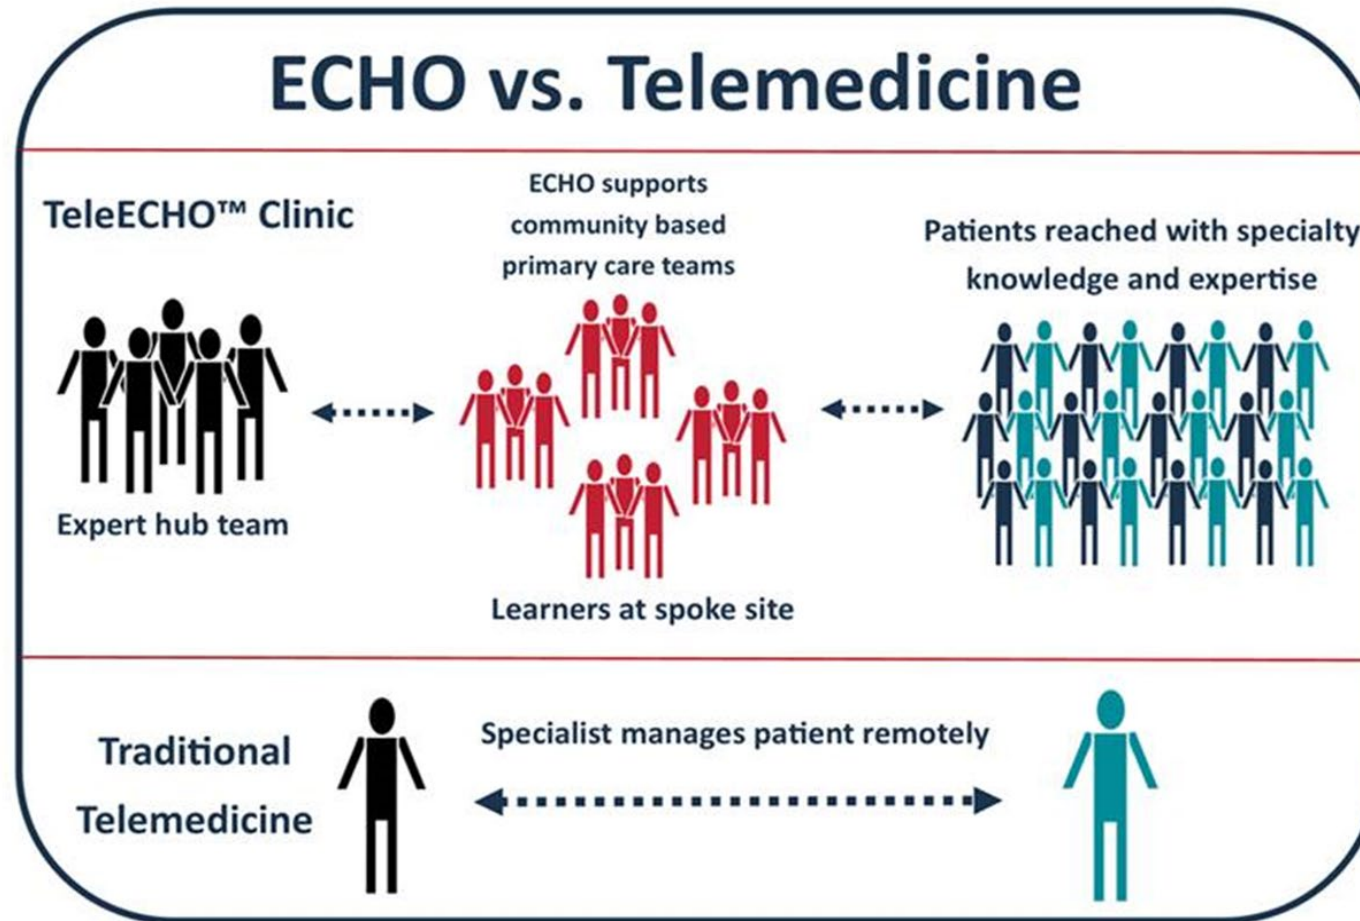 ECHO vs. Telemedicine
TeleECHO™ Clinic
Expert hub team
ECHO supports
community based
primary care teams
Learners at spoke site
Patients reached with specialty
knowledge and expertise
Traditional
Telemedicine
Specialist manages patient remotely